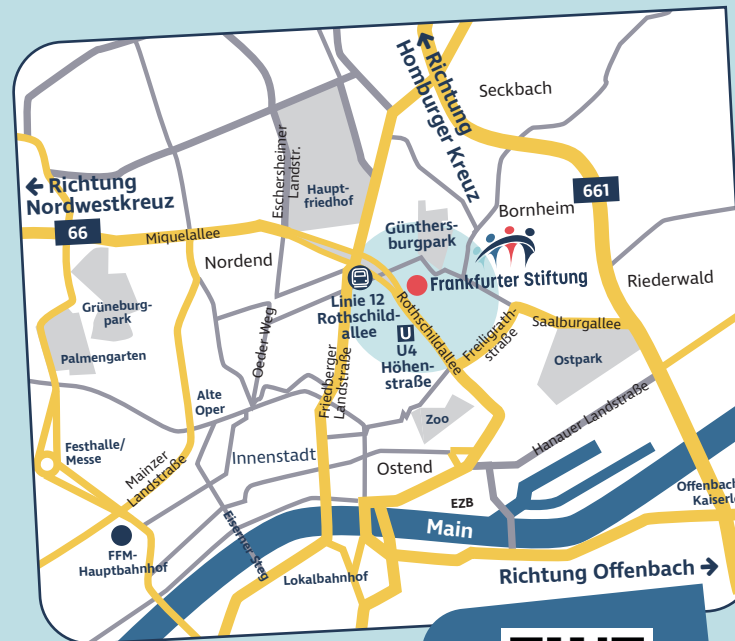 Richtung
Homburger Kreuz
Seckbach
661
Bornheim
← Richtung
Nordwestkreuz
66
Miquelallee
Eschersheimer
Landstr.
Haupt-
friedhof
Günthers-
burgpark
Frankfurter Stiftung
Nordend
Riederwald
Grüneburg-
park
Palmengarten
Linie 12
Rothschild-
allee
U
U4
Höhen-
straße
Rothschildallee
Freiligrath-
straße
Saalburgallee
Ostpark
Oeder Weg
Friedberger
Landstraße
Alte
Oper
Zoo
Hanauer Landstraße
Festhalle/
Messe
Mainzer
Landstraße
Innenstadt
Ostend
EZB
Offenbach
Main
FFM-
Hauptbahnhof
Eiserner Steg
Lokalbahnhof
Richtung Offenbach →